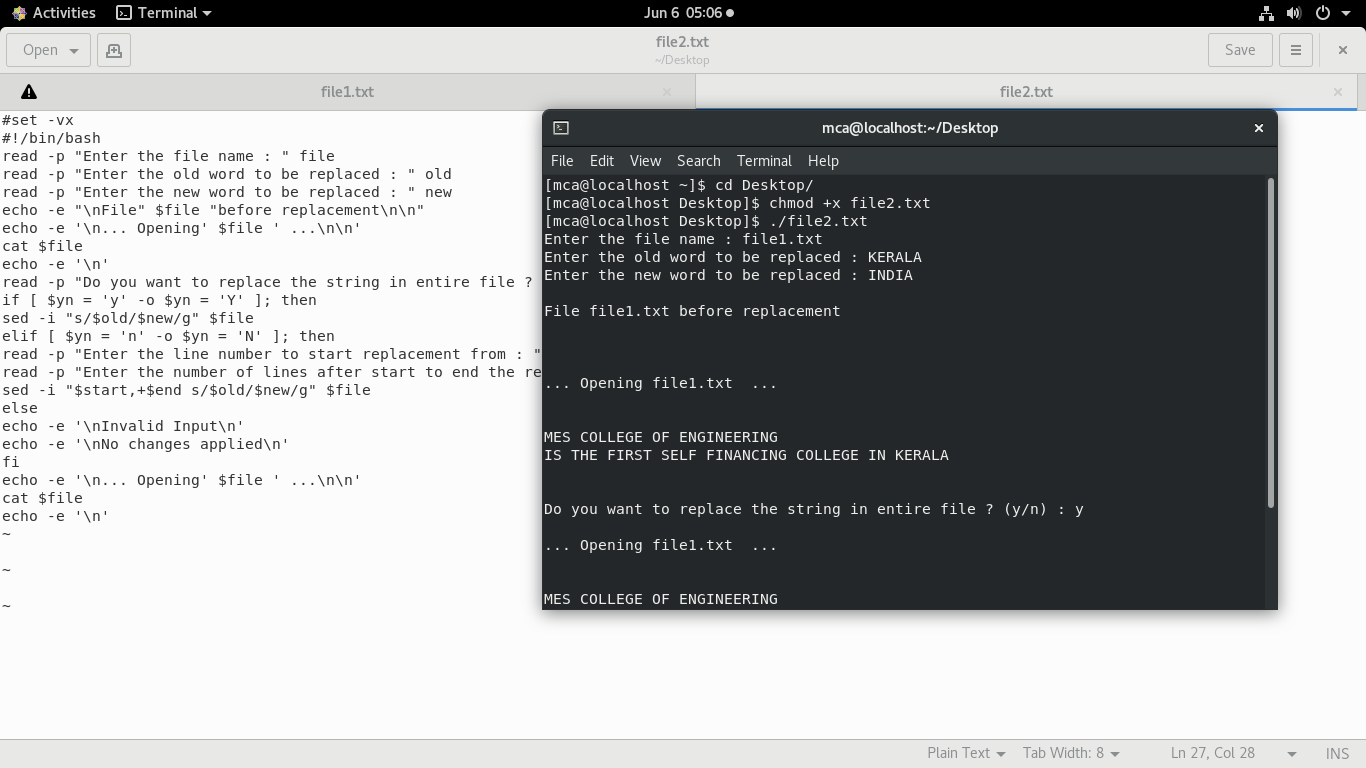 Activities Terminal Jun 6 05:06
Open file2.txt Save
~/Desktop
file1.txt file2.txt
#set -vx
#!/bin/bash
read -p "Enter the file name : " file
read -p "Enter the old word to be replaced : " old
read -p "Enter the new word to be replaced : " new
echo -e "\nFile" $file "before replacement\n\n"
echo -e '\n... Opening' $file ' ...\n\n'
cat $file
echo -e '\n'
read -p "Do you want to replace the string in entire file ?
if [ $yn = 'y' -o $yn = 'Y' ]; then
sed -i "s/$old/$new/g" $file
elif [ $yn = 'n' -o $yn = 'N' ]; then
read -p "Enter the line number to start replacement from : "
read -p "Enter the number of lines after start to end the re
sed -i "$start,+$end s/$old/$new/g" $file
else
echo -e '\nInvalid Input\n'
echo -e '\nNo changes applied\n'
fi
echo -e '\n... Opening' $file ' ...\n\n'
cat $file
echo -e '\n'
~
~
~
mca@localhost:~/Desktop
File Edit View Search Terminal Help
[mca@localhost ~]$ cd Desktop/
[mca@localhost Desktop]$ chmod +x file2.txt
[mca@localhost Desktop]$ ./file2.txt
Enter the file name : file1.txt
Enter the old word to be replaced : KERALA
Enter the new word to be replaced : INDIA
File file1.txt before replacement
... Opening file1.txt  ...
MES COLLEGE OF ENGINEERING
IS THE FIRST SELF FINANCING COLLEGE IN KERALA
Do you want to replace the string in entire file ? (y/n) : y
... Opening file1.txt  ...
MES COLLEGE OF ENGINEERING
Plain Text Tab Width: 8 Ln 27, Col 28 INS